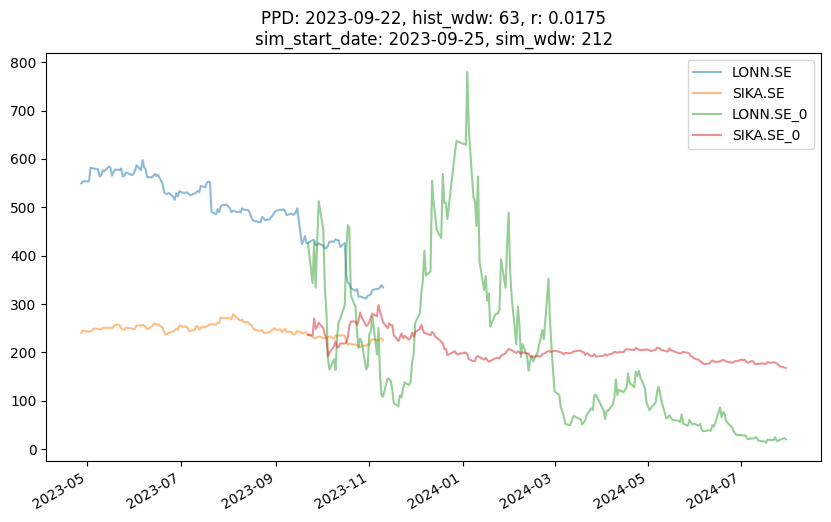 PPD: 2023-09-22, hist_wdw: 63, r: 0.0175
sim_start_date: 2023-09-25, sim_wdw: 212
800
700
600
500
400
300
200
100
0
LONN.SE
SIKA.SE
LONN.SE_0
SIKA.SE_0
2023-05
2023-07
2023-09
2023-11
2024-01
2024-03
2024-05
2024-07